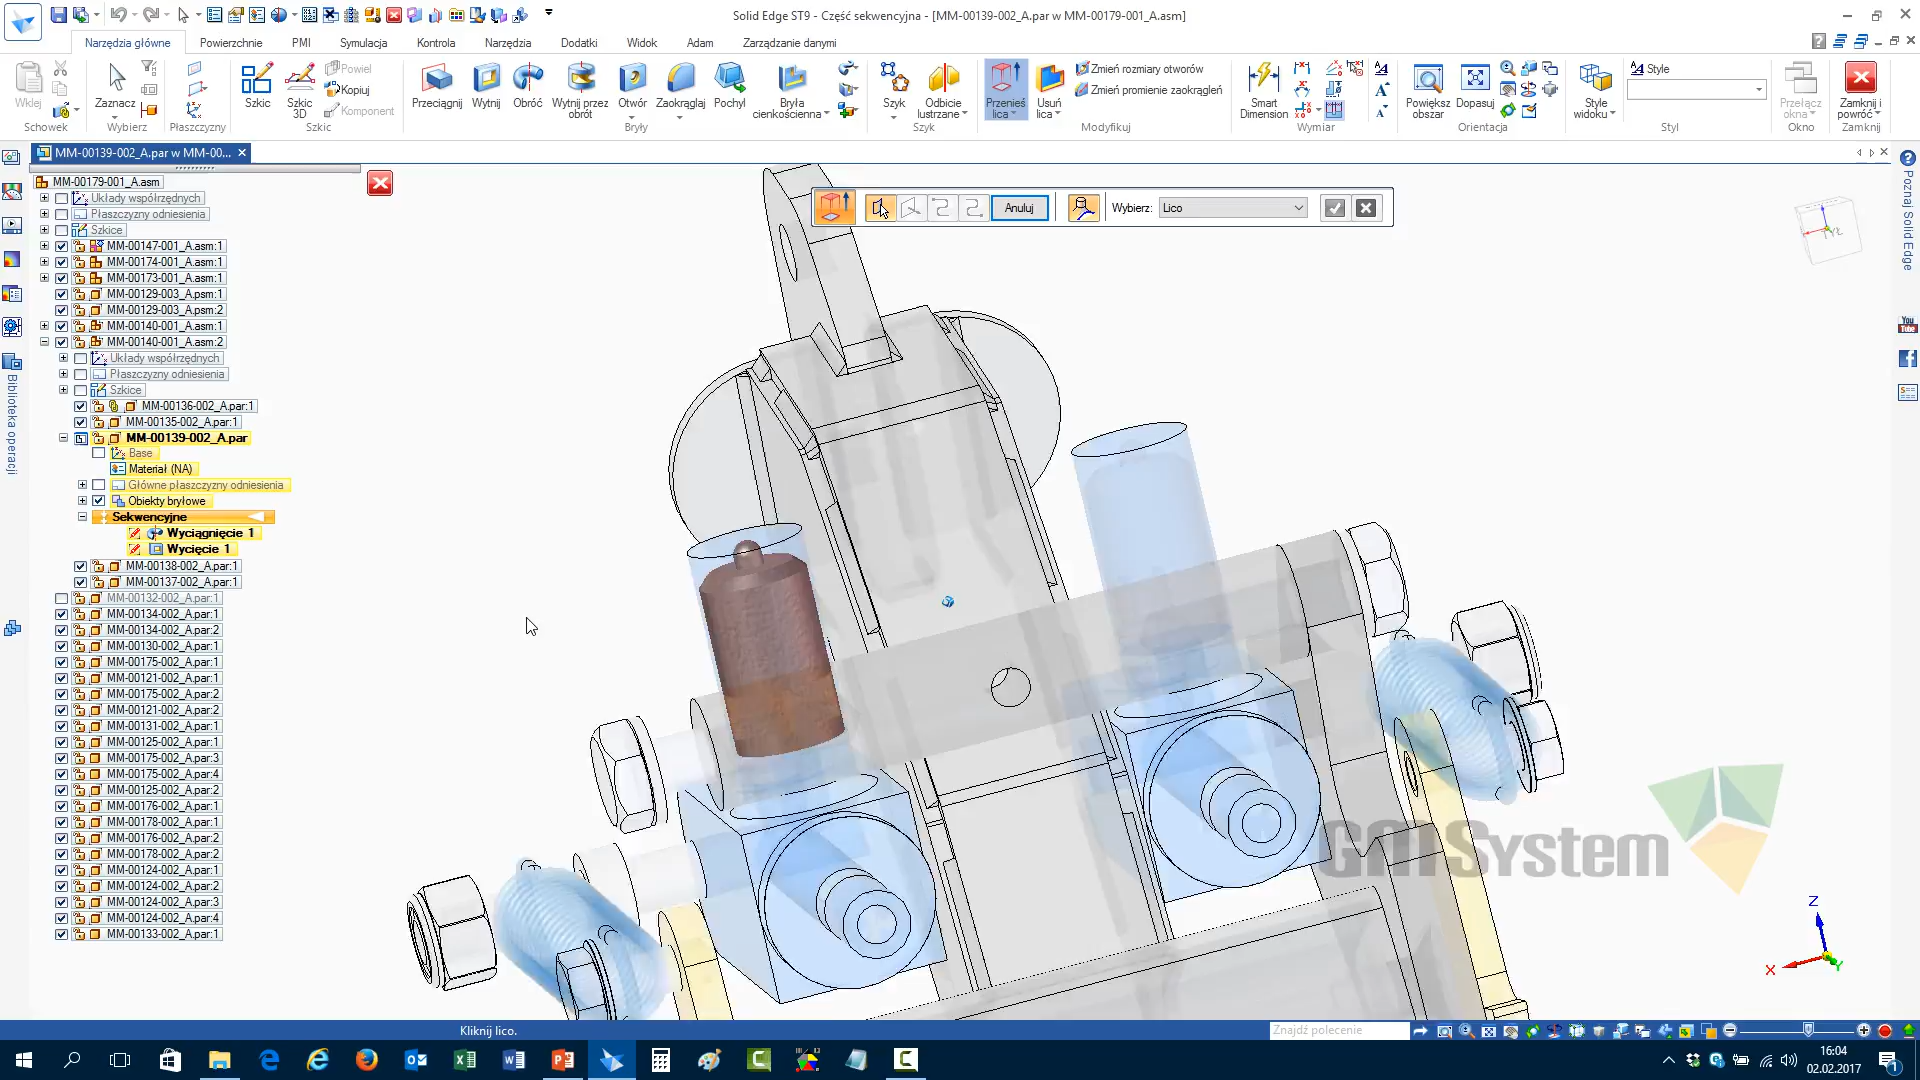 Solid Edge ST9 - Część sekwencyjna - [MM-00139-002_A.par w MM-00179-001_A.asm]
Narzędzia główne Powierzchnie PMI Symulacja Kontrola Narzędzia Dodatki Widok Adam Zarządzanie danymi
Wklej
Schowek
Zaznacz
Wybierz
Płaszczyzny
Szkic
Szkic 3D
Powiel
Kopiuj
Komponent
Szkic
Przeciągnij
Wytnij
Obróć
Wytnij przez obrót
Otwór
Zaokrąglaj
Pochyl
Bryła cienkościenna
Bryły
Szyk
Odbicie lustrzane
Szyk
Przenieś lica
Usuń lica
Zmień rozmiary otworów
Zmień promienie zaokrągleń
Modyfikuj
Smart Dimension
Wymiar
Powiększ obszar
Dopasuj
Orientacja
Style widoku
Style
Styl
Przełącz okna
Okno
Zamknij i powróć
Zamknij
MM-00139-002_A.par w MM-00...
MM-00179-001_A.asm
Układy współrzędnych
Płaszczyzny odniesienia
Szkice
MM-00147-001_A.asm:1
MM-00174-001_A.asm:1
MM-00173-001_A.asm:1
MM-00129-003_A.psm:1
MM-00129-003_A.psm:2
MM-00140-001_A.asm:1
MM-00140-001_A.asm:2
Układy współrzędnych
Płaszczyzny odniesienia
Szkice
MM-00136-002_A.par:1
MM-00135-002_A.par:1
MM-00139-002_A.par
Base
Materiał (NA)
Główne płaszczyzny odniesienia
Obiekty bryłowe
Sekwencyjne
Wyciągnięcie 1
Wycięcie 1
MM-00138-002_A.par:1
MM-00137-002_A.par:1
MM-00132-002_A.par:1
MM-00134-002_A.par:1
MM-00134-002_A.par:2
MM-00130-002_A.par:1
MM-00175-002_A.par:1
MM-00121-002_A.par:1
MM-00175-002_A.par:2
MM-00121-002_A.par:2
MM-00131-002_A.par:1
MM-00125-002_A.par:1
MM-00175-002_A.par:3
MM-00175-002_A.par:4
MM-00125-002_A.par:2
MM-00176-002_A.par:1
MM-00178-002_A.par:1
MM-00176-002_A.par:2
MM-00178-002_A.par:2
MM-00124-002_A.par:1
MM-00124-002_A.par:2
MM-00124-002_A.par:3
MM-00124-002_A.par:4
MM-00133-002_A.par:1
Biblioteka operacji
Anuluj
Wybierz: Lico
Poznaj Solid Edge
You Tube
GMSystem
Z
X
Y
Kliknij lico.
Znajdź polecenie
16:04
02.02.2017